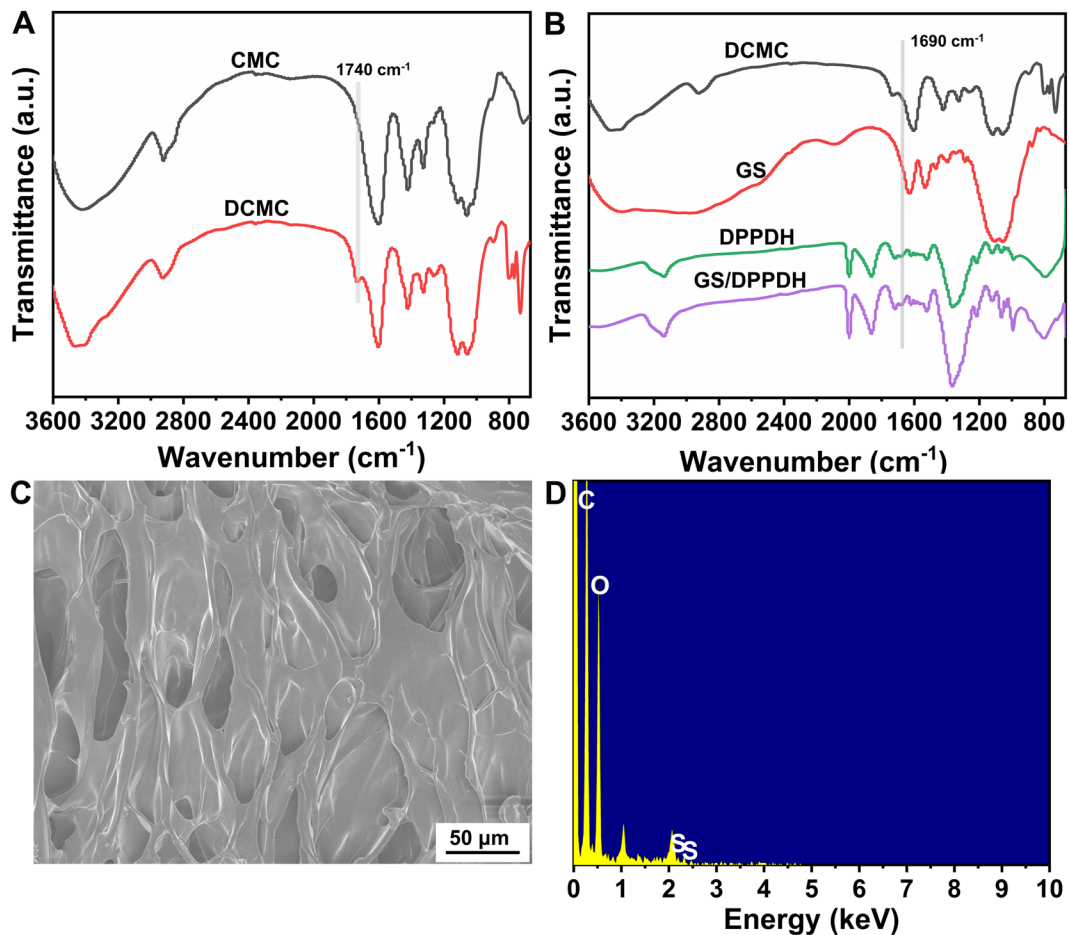 A
CMC
1740 cm⁻¹
DCMC
Transmittance (a.u.)
3600 3200 2800 2400 2000 1600 1200 800
Wavenumber (cm⁻¹)
B
DCMC
1690 cm⁻¹
GS
DPPDH
GS/DPPDH
Transmittance (a.u.)
3600 3200 2800 2400 2000 1600 1200 800
Wavenumber (cm⁻¹)
C
50 µm
D
C
O
S
S
0 1 2 3 4 5 6 7 8 9 10
Energy (keV)